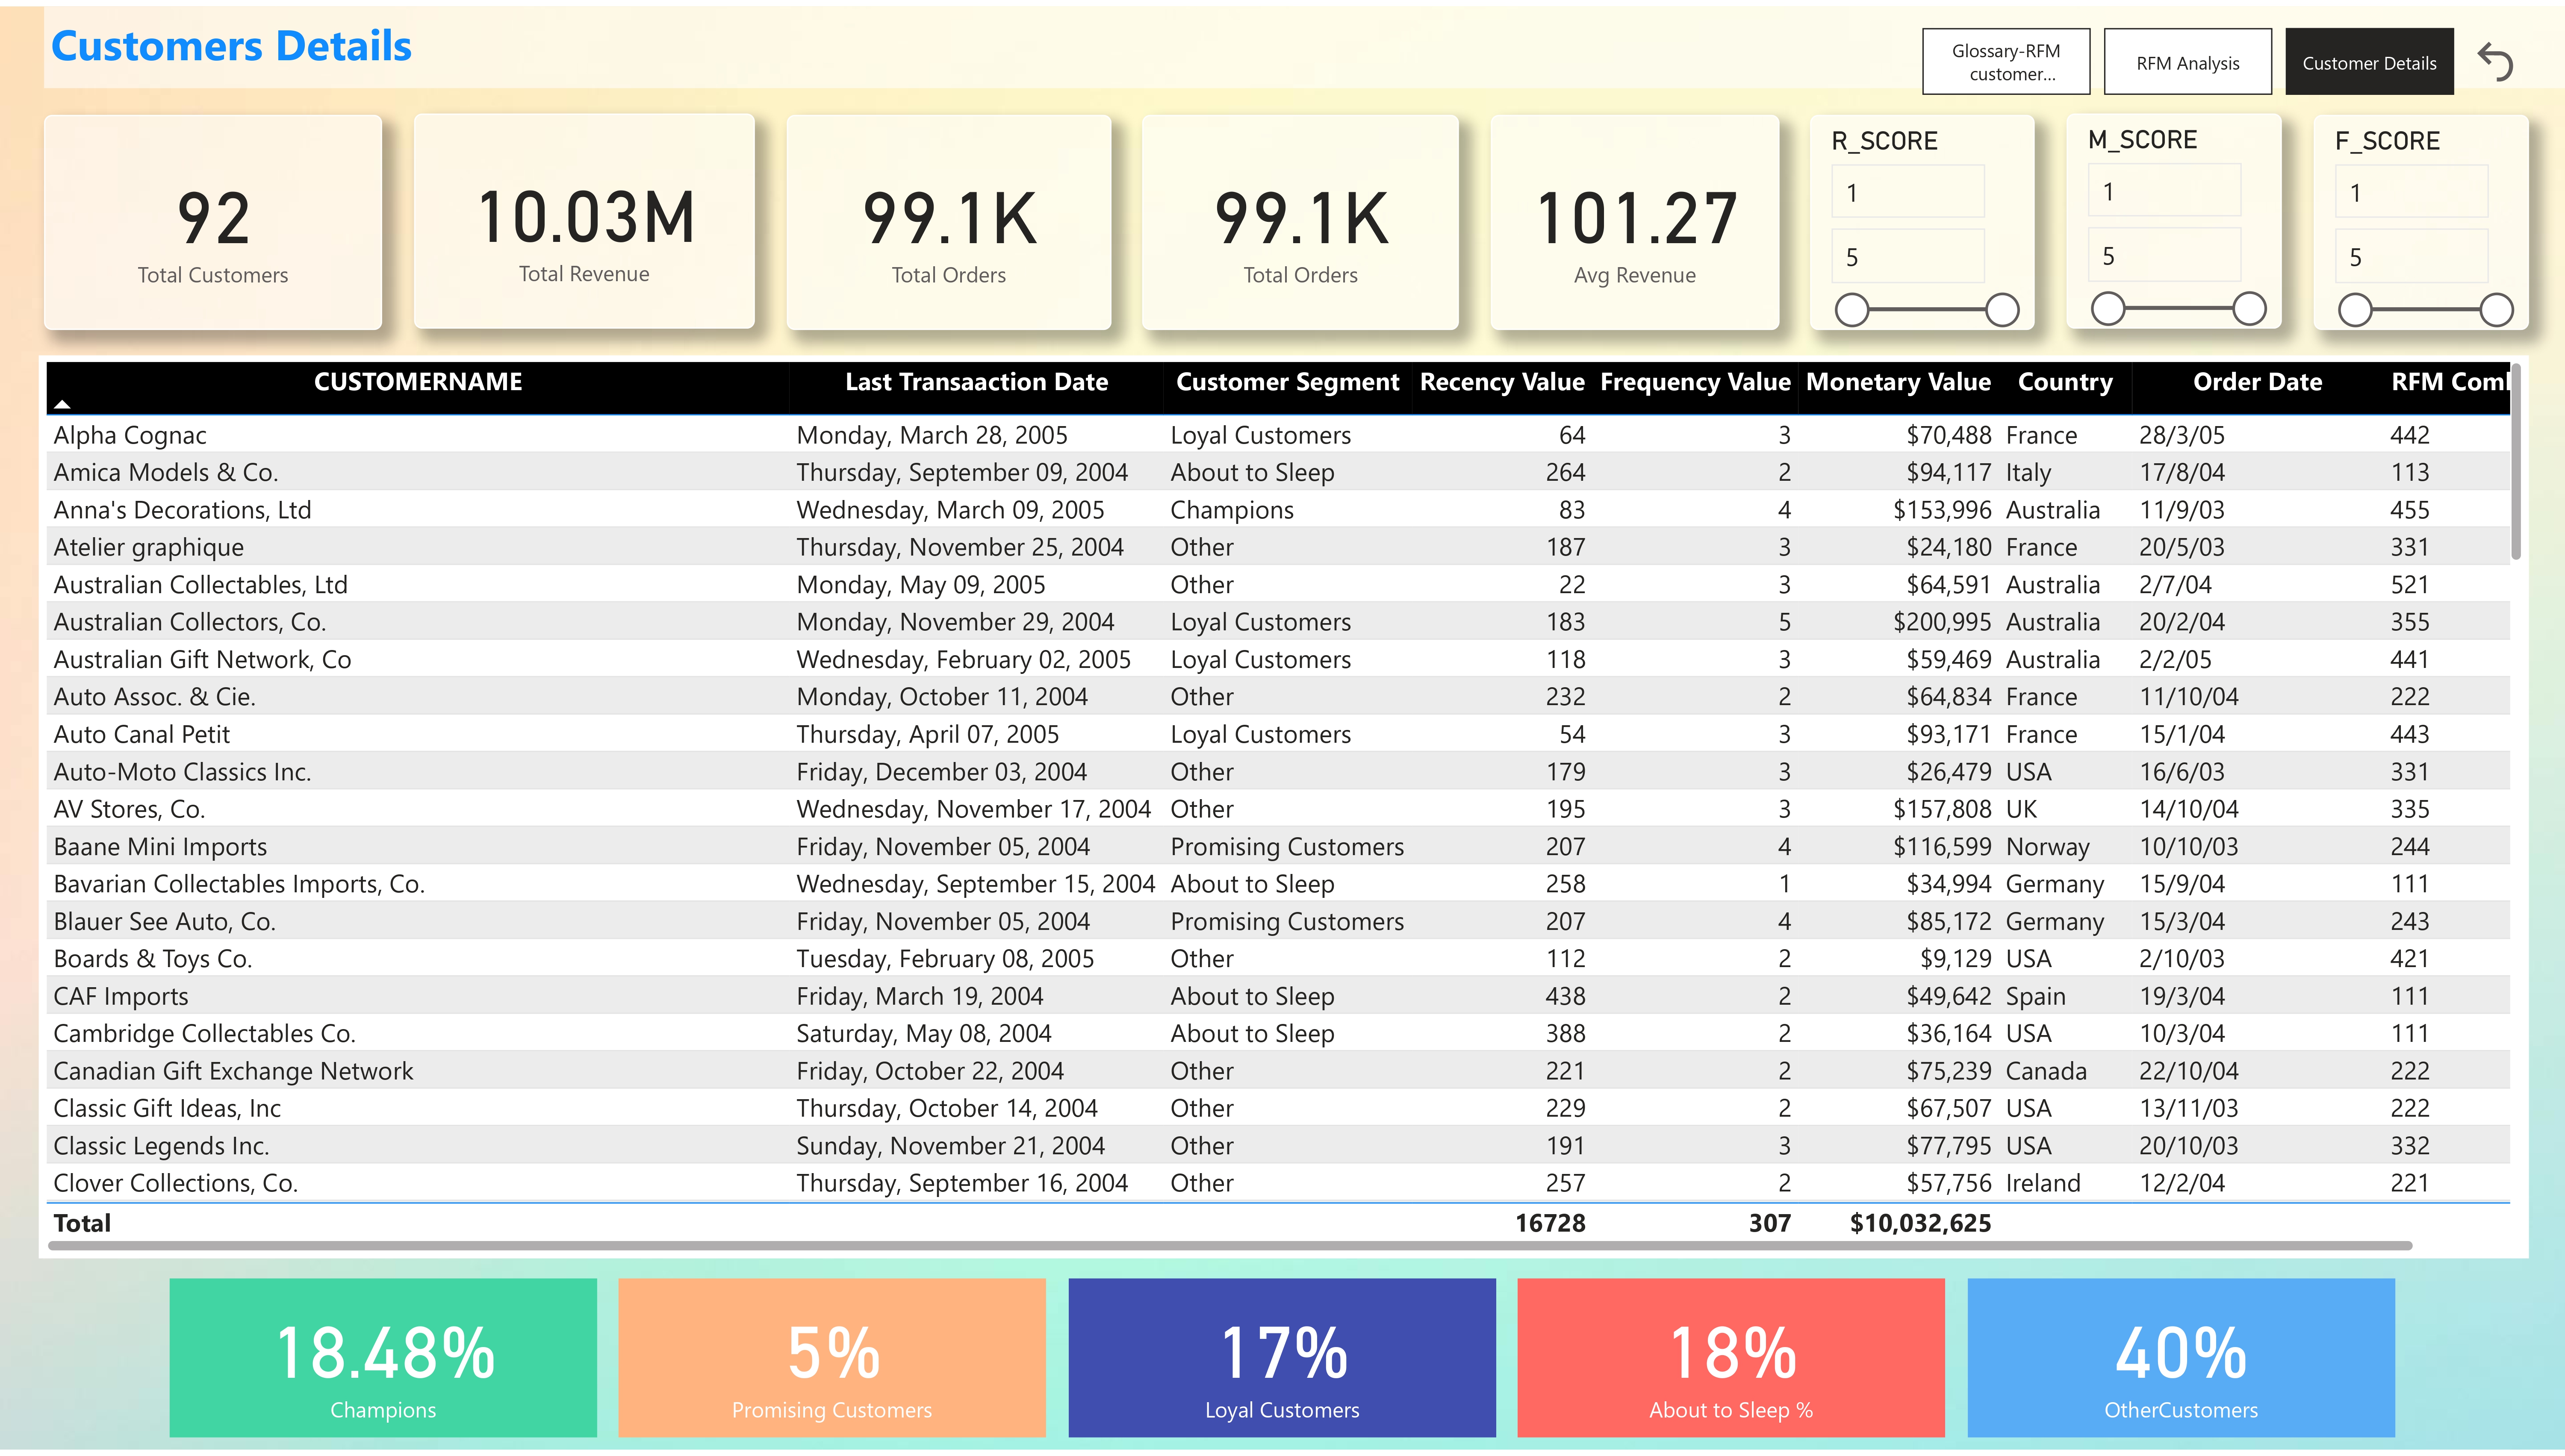 Customers Details
Glossary-RFM
customer...
RFM Analysis
Customer Details
92
Total Customers
10.03M
Total Revenue
99.1K
Total Orders
99.1K
Total Orders
101.27
Avg Revenue
R_SCORE
1
5
M_SCORE
1
5
F_SCORE
1
5
CUSTOMERNAME Last Transaaction Date Customer Segment Recency Value Frequency Value Monetary Value Country Order Date RFM
Alpha Cognac Monday, March 28, 2005 Loyal Customers 64 3 $70,488 France 28/3/05 442
Amica Models & Co. Thursday, September 09, 2004 About to Sleep 264 2 $94,117 Italy 17/8/04 113
Anna's Decorations, Ltd Wednesday, March 09, 2005 Champions 83 4 $153,996 Australia 11/9/03 455
Atelier graphique Thursday, November 25, 2004 Other 187 3 $24,180 France 20/5/03 331
Australian Collectables, Ltd Monday, May 09, 2005 Other 22 3 $64,591 Australia 2/7/04 521
Australian Collectors, Co. Monday, November 29, 2004 Loyal Customers 183 5 $200,995 Australia 20/2/04 355
Australian Gift Network, Co Wednesday, February 02, 2005 Loyal Customers 118 3 $59,469 Australia 2/2/05 441
Auto Assoc. & Cie. Monday, October 11, 2004 Other 232 2 $64,834 France 11/10/04 222
Auto Canal Petit Thursday, April 07, 2005 Loyal Customers 54 3 $93,171 France 15/1/04 443
Auto-Moto Classics Inc. Friday, December 03, 2004 Other 179 3 $26,479 USA 16/6/03 331
AV Stores, Co. Wednesday, November 17, 2004 Other 195 3 $157,808 UK 14/10/04 335
Baane Mini Imports Friday, November 05, 2004 Promising Customers 207 4 $116,599 Norway 10/10/03 244
Bavarian Collectables Imports, Co. Wednesday, September 15, 2004 About to Sleep 258 1 $34,994 Germany 15/9/04 111
Blauer See Auto, Co. Friday, November 05, 2004 Promising Customers 207 4 $85,172 Germany 15/3/04 243
Boards & Toys Co. Tuesday, February 08, 2005 Other 112 2 $9,129 USA 2/10/03 421
CAF Imports Friday, March 19, 2004 About to Sleep 438 2 $49,642 Spain 19/3/04 111
Cambridge Collectables Co. Saturday, May 08, 2004 About to Sleep 388 2 $36,164 USA 10/3/04 111
Canadian Gift Exchange Network Friday, October 22, 2004 Other 221 2 $75,239 Canada 22/10/04 222
Classic Gift Ideas, Inc Thursday, October 14, 2004 Other 229 2 $67,507 USA 13/11/03 222
Classic Legends Inc. Sunday, November 21, 2004 Other 191 3 $77,795 USA 20/10/03 332
Clover Collections, Co. Thursday, September 16, 2004 Other 257 2 $57,756 Ireland 12/2/04 221
Total 16728 307 $10,032,625
18.48%
Champions
5%
Promising Customers
17%
Loyal Customers
18%
About to Sleep %
40%
OtherCustomers